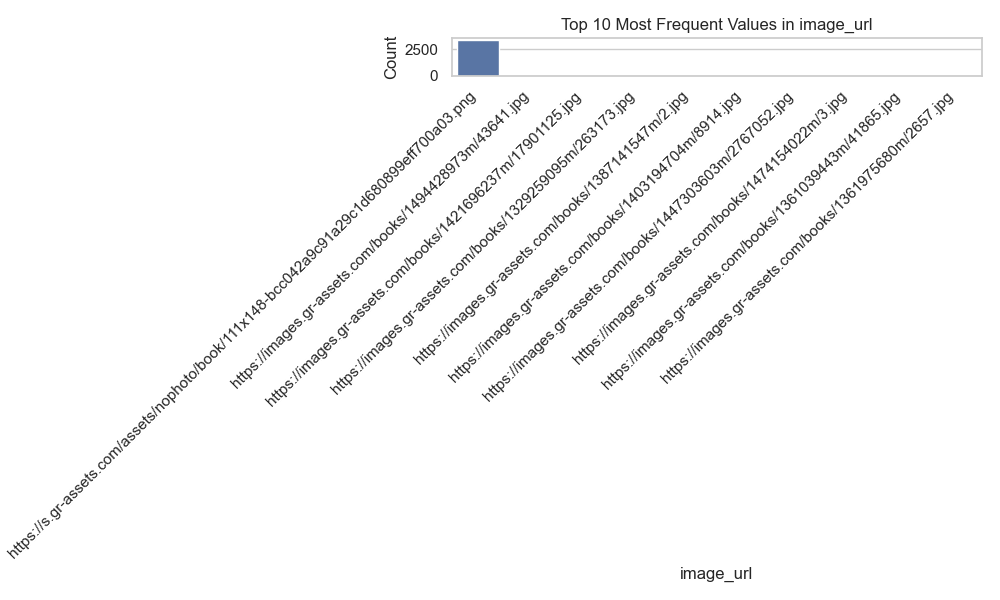 Top 10 Most Frequent Values in image_url
Count
2500
0
https://s.gr-assets.com/assets/nophoto/book/111x148-bcc042a9c91a29c1d680899eff700a03.png
https://images.gr-assets.com/books/1494428973m/43641.jpg
https://images.gr-assets.com/books/1421696237m/17901125.jpg
https://images.gr-assets.com/books/1329259095m/263173.jpg
https://images.gr-assets.com/books/1387141547m/2.jpg
https://images.gr-assets.com/books/1403194704m/8914.jpg
https://images.gr-assets.com/books/1447303603m/2767052.jpg
https://images.gr-assets.com/books/1474154022m/3.jpg
https://images.gr-assets.com/books/1361039443m/41865.jpg
https://images.gr-assets.com/books/1361975680m/2657.jpg
image_url